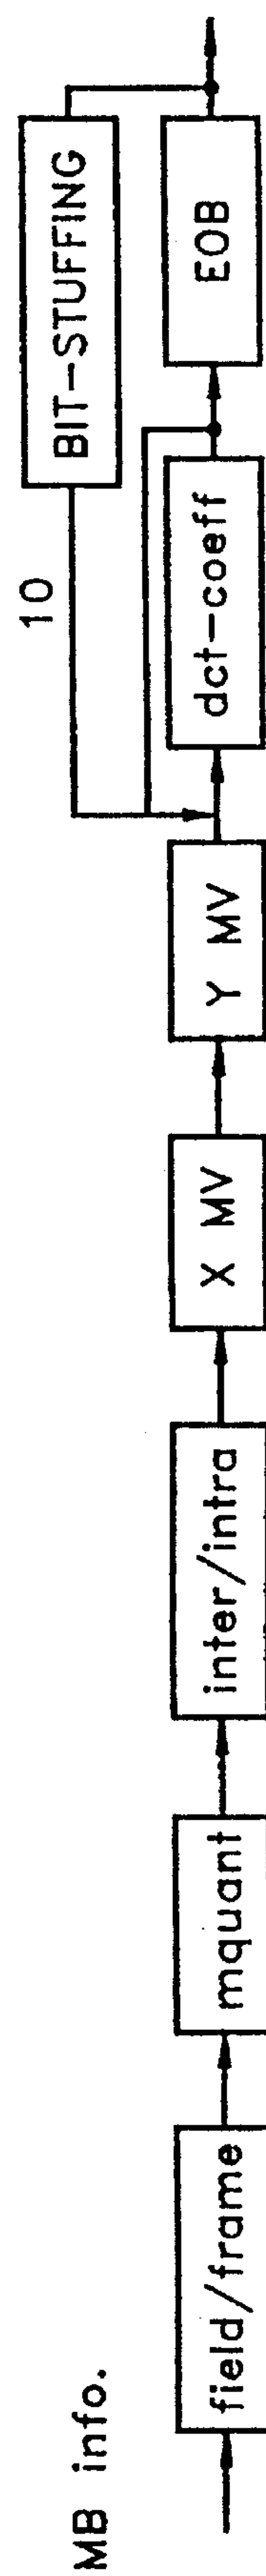 MB info.
10
BIT-STUFFING
field/frame
mquant
inter/intra
X MV
Y MV
dct-coeff
EOB